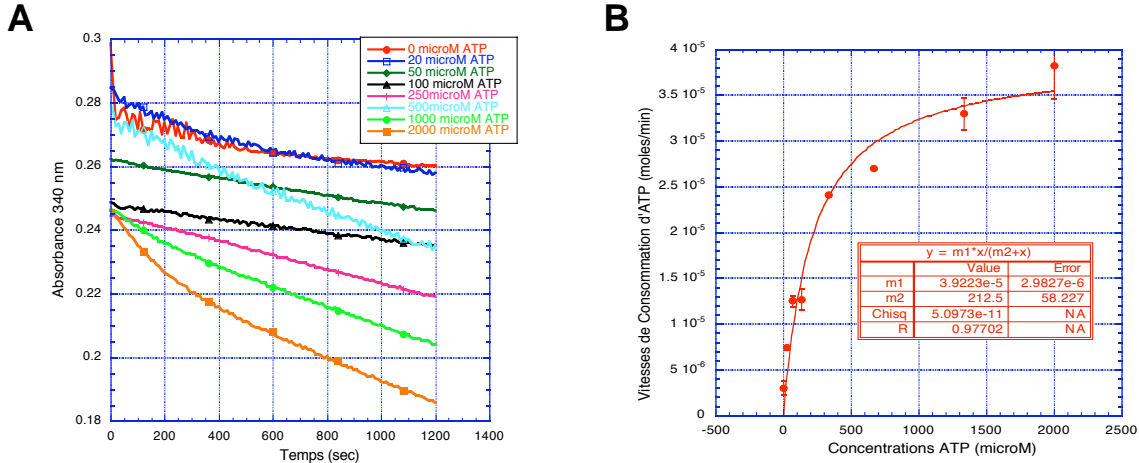 A
Absorbance 340 nm
0.3
0.28
0.26
0.24
0.22
0.2
0.18
0 microM ATP
20 microM ATP
50 microM ATP
100 microM ATP
250microM ATP
500microM ATP
1000 microM ATP
2000 microM ATP
0 200 400 600 800 1000 1200 1400
Temps (sec)
B
Vitesses de Consommation d'ATP (moles/min)
4 10-5
3.5 10-5
3 10-5
2.5 10-5
2 10-5
1.5 10-5
1 10-5
5 10-6
0
y = m1*x/(m2+x)
Value Error
m1 3.9223e-5 2.9827e-6
m2 212.5 58.227
Chisq 5.0973e-11 NA
R 0.97702 NA
-500 0 500 1000 1500 2000 2500
Concentrations ATP (microM)